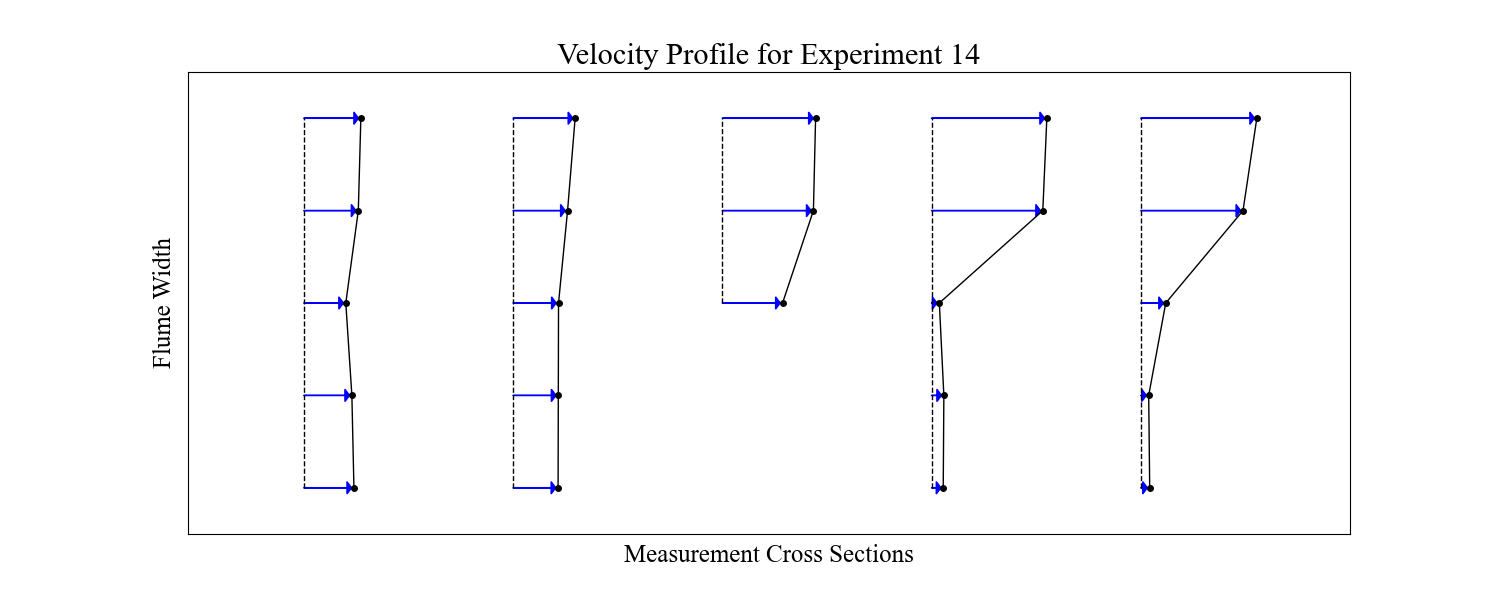 Velocity Profile for Experiment 14
Flume Width
Measurement Cross Sections